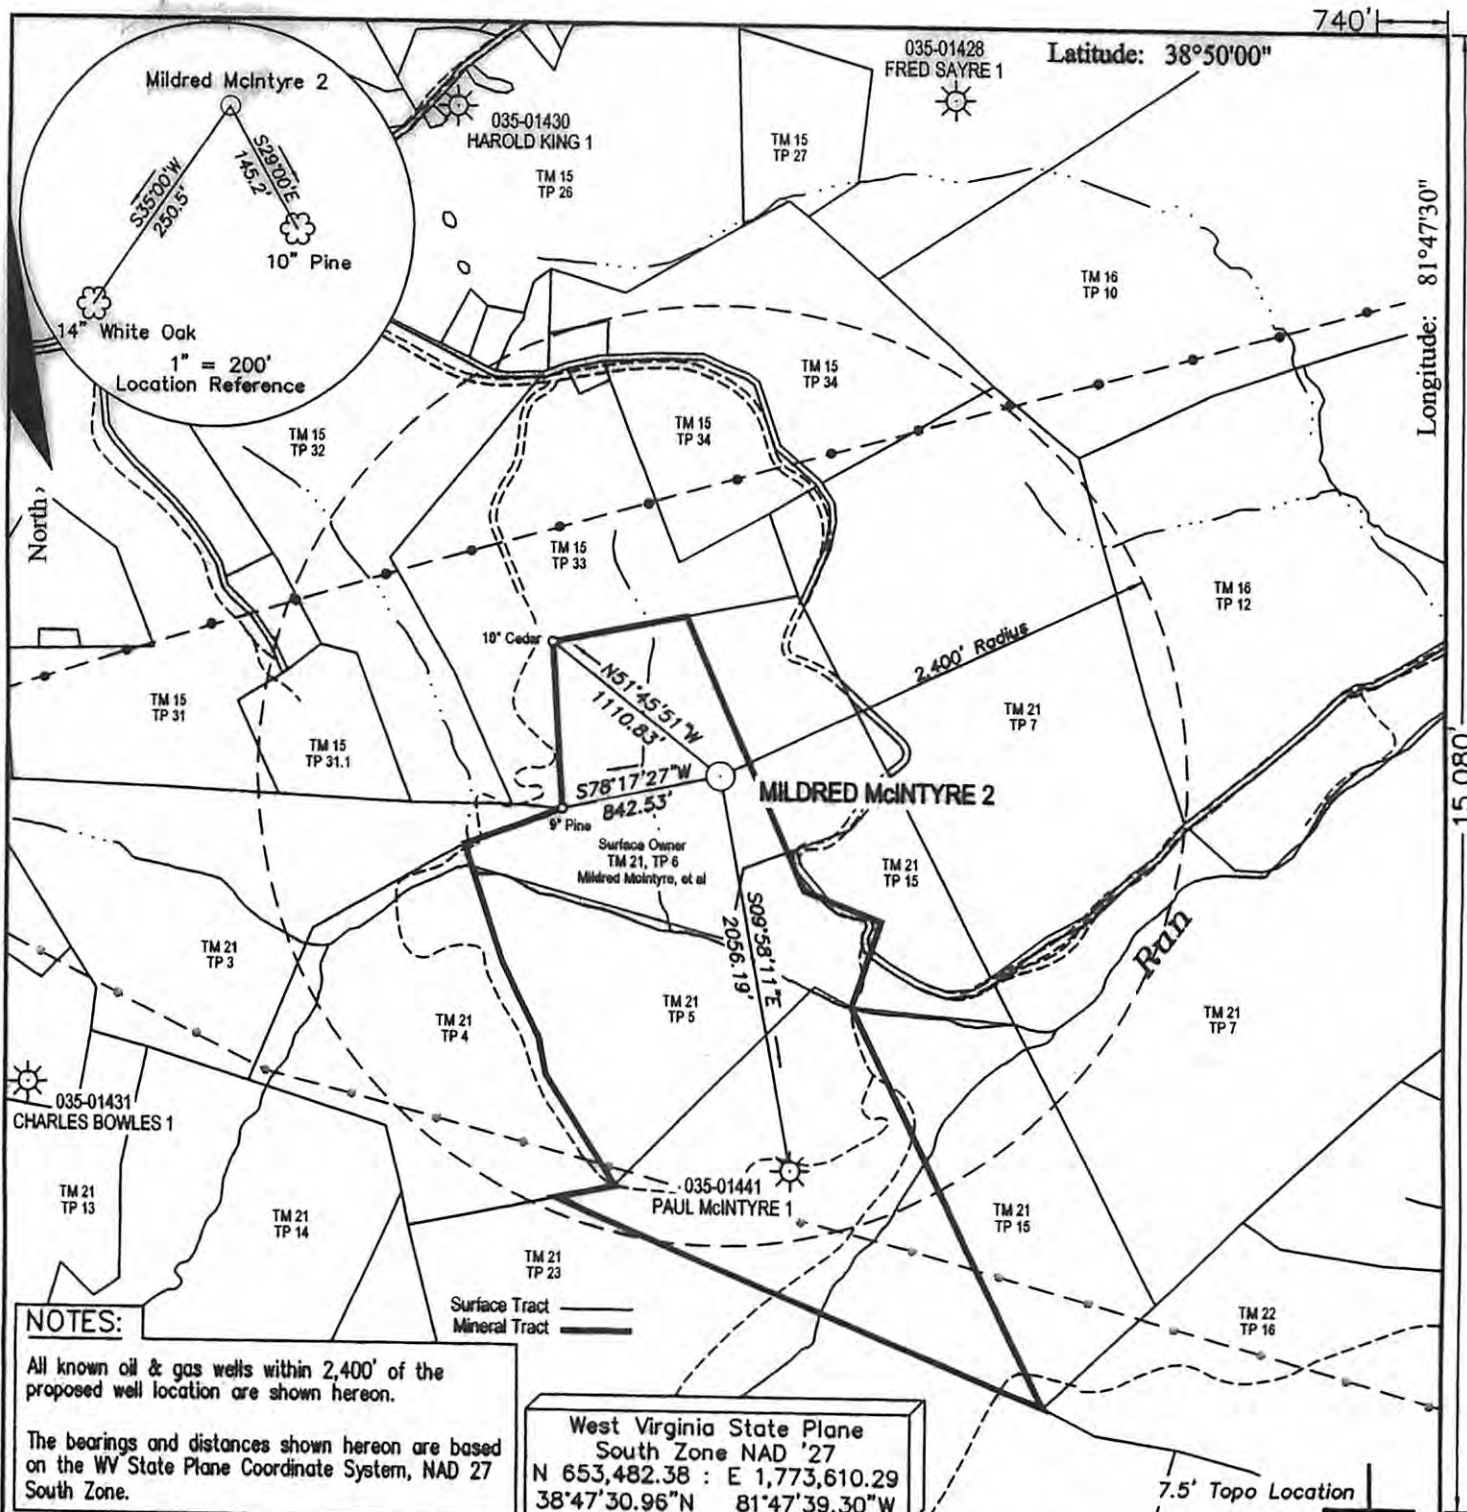 740'
Latitude: 38°50'00"
Longitude: 81°47'30"
15,080'
Mildred McIntyre 2
S35°00'W
250.5'
S29°00'E
145.2'
10" Pine
14" White Oak
1" = 200'
Location Reference
North
035-01430
HAROLD KING 1
TM 15
TP 26
035-01428
FRED SAYRE 1
TM 15
TP 27
TM 16
TP 10
TM 15
TP 34
TM 15
TP 34
TM 15
TP 32
TM 15
TP 33
TM 16
TP 12
10" Cedar
N51°45'51"W
1110.83'
2,400' Radius
TM 15
TP 31
TM 15
TP 31.1
TM 21
TP 7
S78°17'27"W
842.53'
MILDRED McINTYRE 2
9" Pine
Surface Owner
TM 21, TP 6
Mildred McIntyre, et al
TM 21
TP 15
S09°58'11"E
2056.19'
TM 21
TP 3
Run
TM 21
TP 4
TM 21
TP 5
TM 21
TP 7
035-01431
CHARLES BOWLES 1
035-01441
PAUL McINTYRE 1
TM 21
TP 13
TM 21
TP 14
TM 21
TP 15
TM 21
TP 23
TM 22
TP 16
Surface Tract
Mineral Tract
NOTES:
All known oil & gas wells within 2,400' of the
proposed well location are shown hereon.
The bearings and distances shown hereon are based
on the WV State Plane Coordinate System, NAD 27
South Zone.
West Virginia State Plane
South Zone NAD '27
N 653,482.38 : E 1,773,610.29
38°47'30.96"N 81°47'39.30"W
7.5' Topo Location